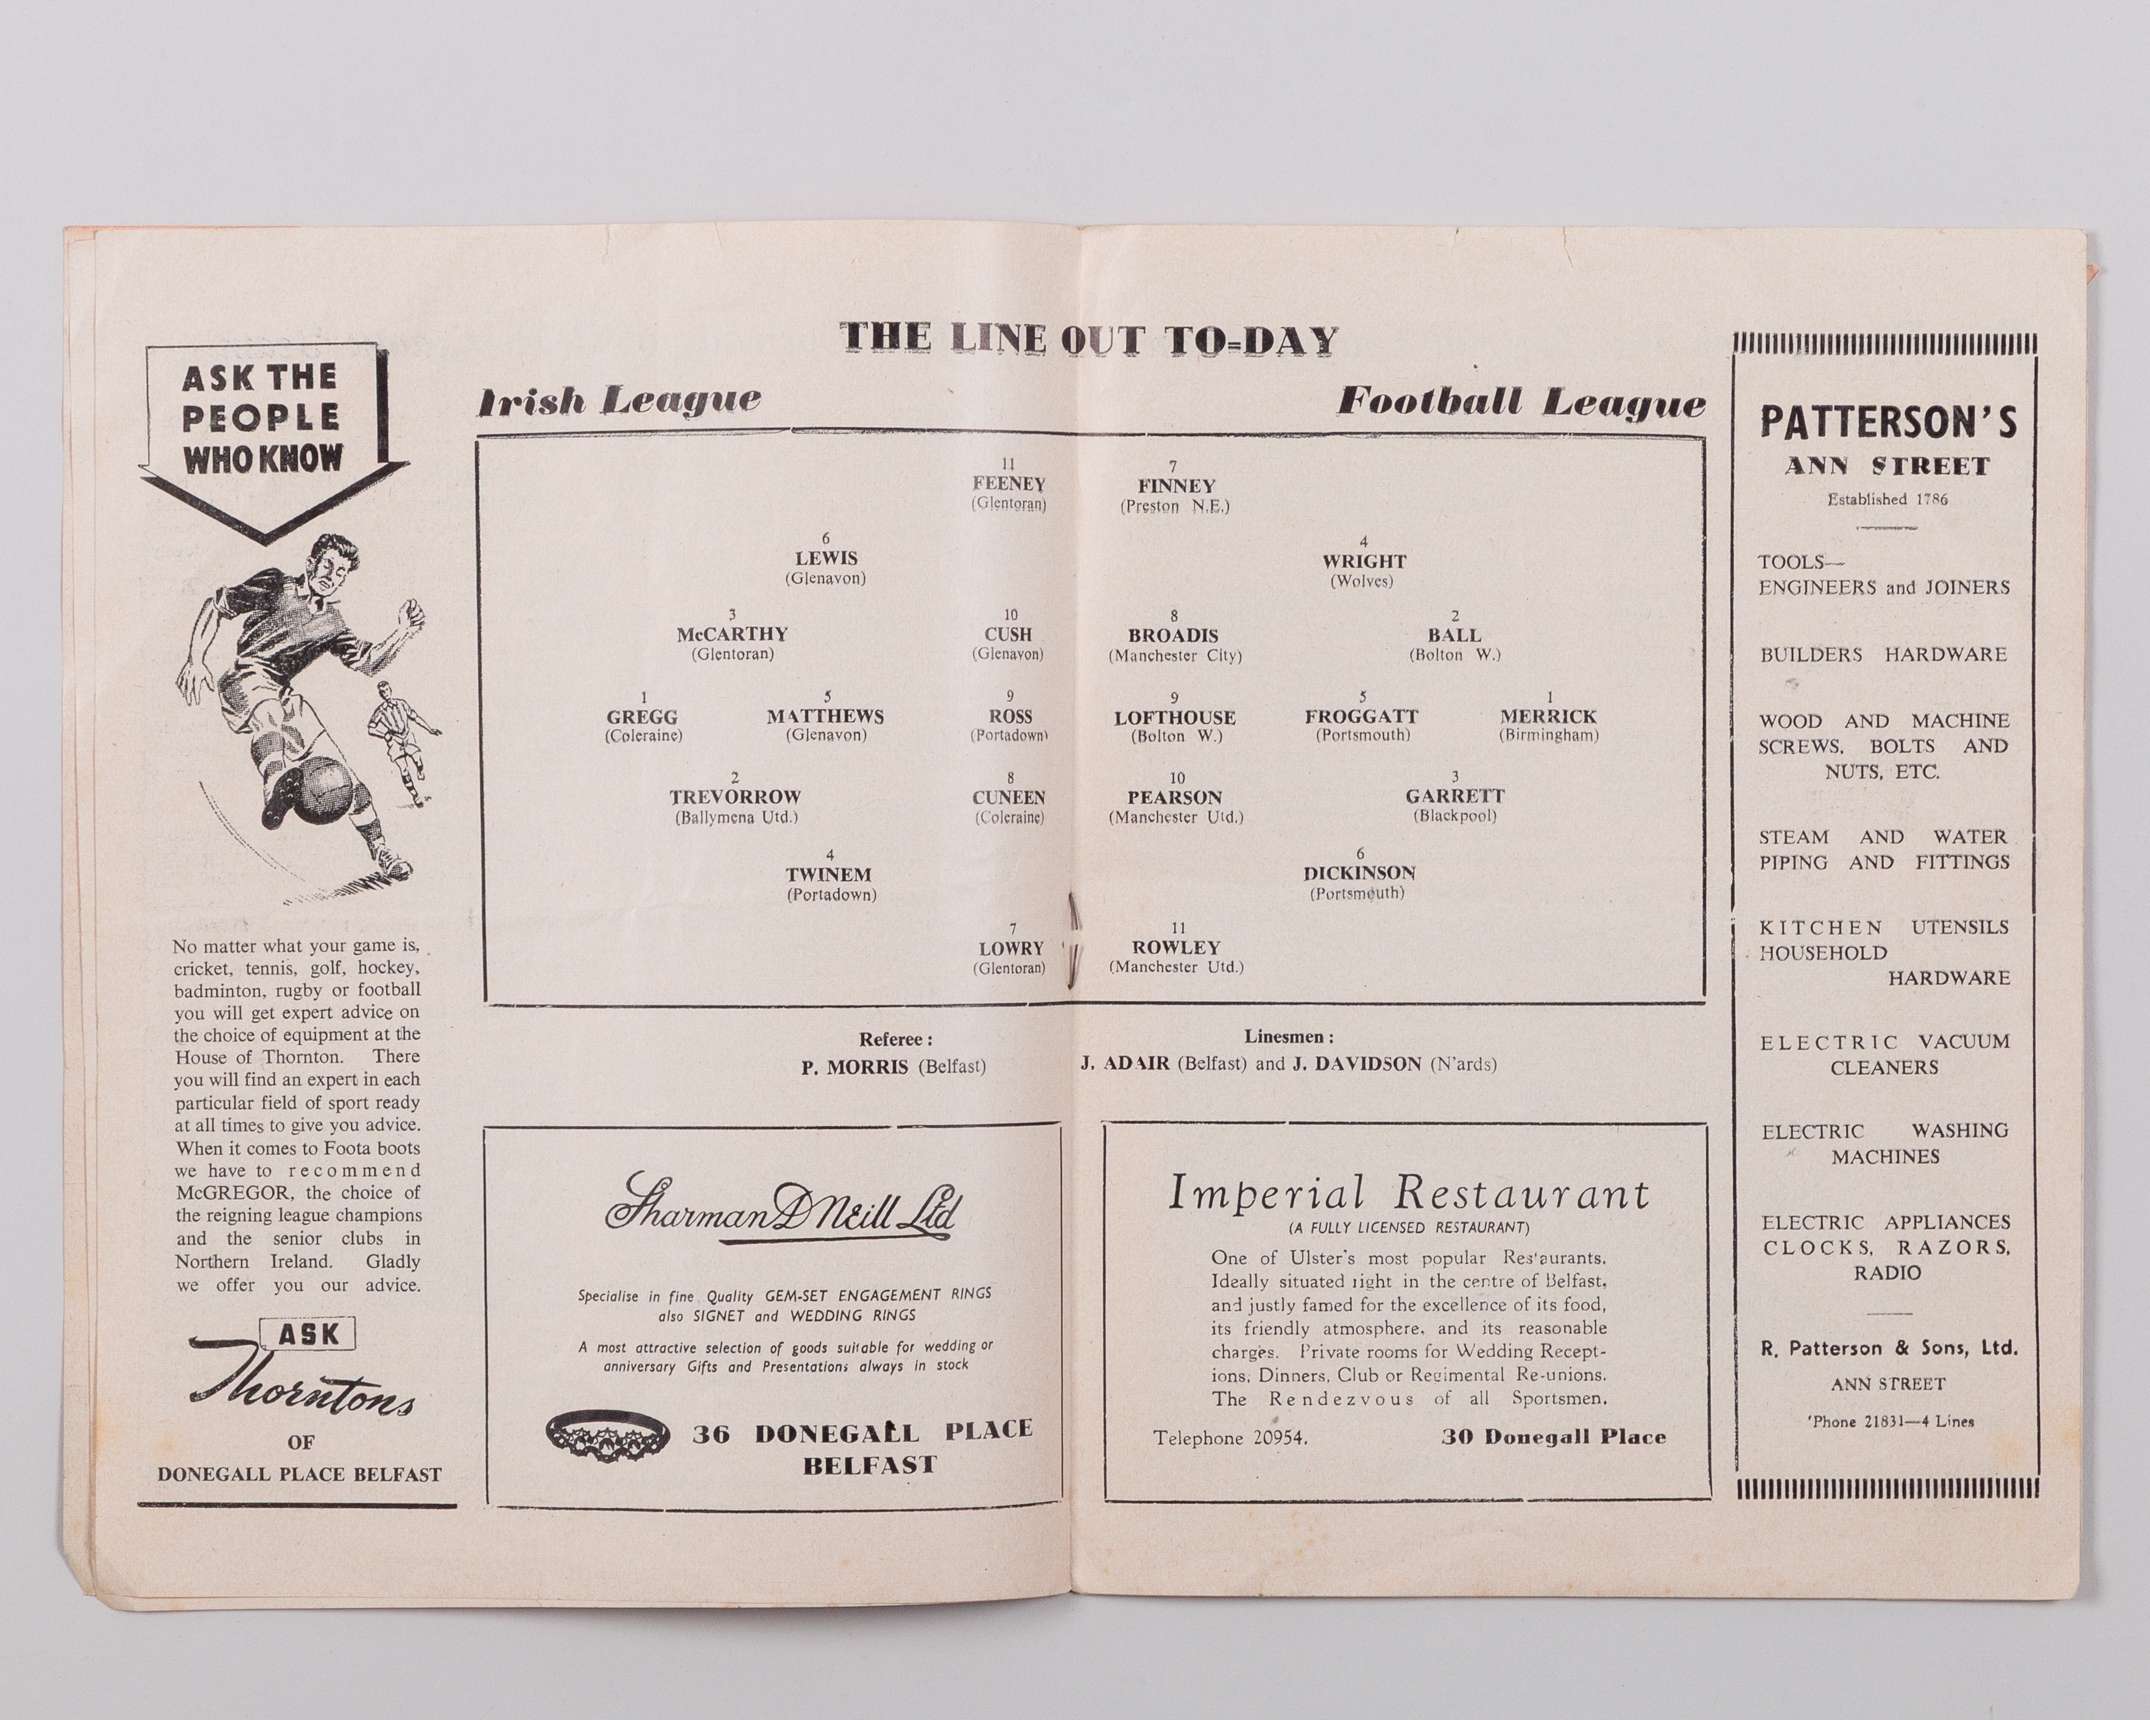 THE LINE OUT TO-DAY
ASK THE
PEOPLE
WHO KNOW
No matter what your game is,
cricket, tennis, golf, hockey,
badminton, rugby or football
you will get expert advice on
the choice of equipment at the
House of Thornton. There
you will find an expert in each
particular field of sport ready
at all times to give you advice.
When it comes to Foota boots
we have to recommend
McGREGOR, the choice of
the reigning league champions
and the senior clubs in
Northern Ireland. Gladly
we offer you our advice.
ASK
Thorntons
OF
DONEGALL PLACE BELFAST
Irish League
Football League
11
FEENEY
(Glentoran)
7
FINNEY
(Preston N.E.)
6
LEWIS
(Glenavon)
4
WRIGHT
(Wolves)
3
McCARTHY
(Glentoran)
10
CUSH
(Glenavon)
8
BROADIS
(Manchester City)
2
BALL
(Bolton W.)
1
GREGG
(Coleraine)
5
MATTHEWS
(Glenavon)
9
ROSS
(Portadown)
9
LOFTHOUSE
(Bolton W.)
5
FROGGATT
(Portsmouth)
1
MERRICK
(Birmingham)
2
TREVORROW
(Ballymena Utd.)
8
CUNEEN
(Coleraine)
10
PEARSON
(Manchester Utd.)
3
GARRETT
(Blackpool)
4
TWINEM
(Portadown)
6
DICKINSON
(Portsmouth)
7
LOWRY
(Glentoran)
11
ROWLEY
(Manchester Utd.)
Referee :
P. MORRIS (Belfast)
Linesmen :
J. ADAIR (Belfast) and J. DAVIDSON (N'ards)
Sharman D Neill Ltd
Specialise in fine Quality GEM-SET ENGAGEMENT RINGS
also SIGNET and WEDDING RINGS
A most attractive selection of goods suitable for wedding or
anniversary Gifts and Presentations always in stock
36 DONEGALL PLACE
BELFAST
Imperial Restaurant
(A FULLY LICENSED RESTAURANT)
One of Ulster's most popular Restaurants.
Ideally situated right in the centre of Belfast,
and justly famed for the excellence of its food,
its friendly atmosphere, and its reasonable
charges. Private rooms for Wedding Recept-
ions, Dinners, Club or Regimental Re-unions.
The Rendezvous of all Sportsmen.
Telephone 20954.
30 Donegall Place
PATTERSON'S
ANN STREET
Established 1786
TOOLS—
ENGINEERS and JOINERS
BUILDERS HARDWARE
WOOD AND MACHINE
SCREWS, BOLTS AND
NUTS, ETC.
STEAM AND WATER
PIPING AND FITTINGS
KITCHEN UTENSILS
HOUSEHOLD
HARDWARE
ELECTRIC VACUUM
CLEANERS
ELECTRIC WASHING
MACHINES
ELECTRIC APPLIANCES
CLOCKS, RAZORS,
RADIO
R. Patterson & Sons, Ltd.
ANN STREET
'Phone 21831—4 Lines